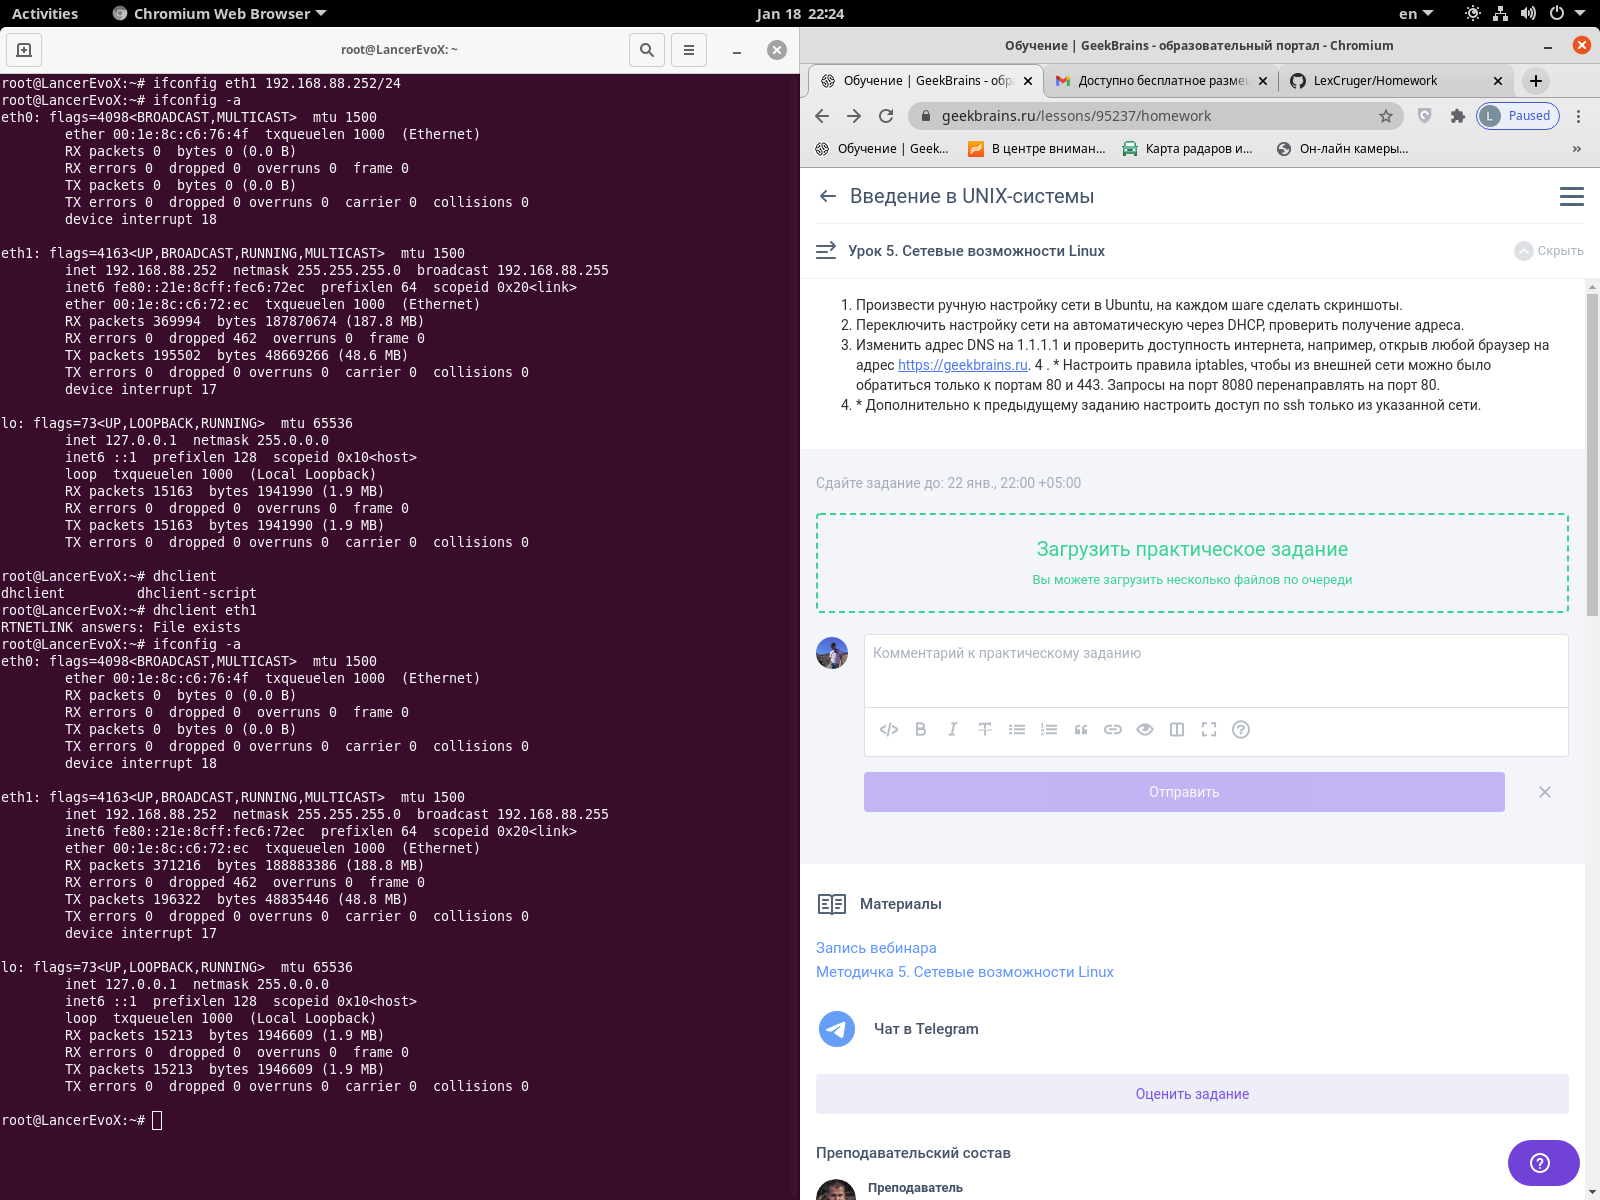 Activities
Chromium Web Browser
Jan 18 22:24
en
root@LancerEvoX: ~
root@LancerEvoX:~# ifconfig eth1 192.168.88.252/24
root@LancerEvoX:~# ifconfig -a
eth0: flags=4098<BROADCAST,MULTICAST>  mtu 1500
        ether 00:1e:8c:c6:76:4f  txqueuelen 1000  (Ethernet)
        RX packets 0  bytes 0 (0.0 B)
        RX errors 0  dropped 0  overruns 0  frame 0
        TX packets 0  bytes 0 (0.0 B)
        TX errors 0  dropped 0 overruns 0  carrier 0  collisions 0
        device interrupt 18
eth1: flags=4163<UP,BROADCAST,RUNNING,MULTICAST>  mtu 1500
        inet 192.168.88.252  netmask 255.255.255.0  broadcast 192.168.88.255
        inet6 fe80::21e:8cff:fec6:72ec  prefixlen 64  scopeid 0x20<link>
        ether 00:1e:8c:c6:72:ec  txqueuelen 1000  (Ethernet)
        RX packets 369994  bytes 187870674 (187.8 MB)
        RX errors 0  dropped 462  overruns 0  frame 0
        TX packets 195502  bytes 48669266 (48.6 MB)
        TX errors 0  dropped 0 overruns 0  carrier 0  collisions 0
        device interrupt 17
lo: flags=73<UP,LOOPBACK,RUNNING>  mtu 65536
        inet 127.0.0.1  netmask 255.0.0.0
        inet6 ::1  prefixlen 128  scopeid 0x10<host>
        loop  txqueuelen 1000  (Local Loopback)
        RX packets 15163  bytes 1941990 (1.9 MB)
        RX errors 0  dropped 0  overruns 0  frame 0
        TX packets 15163  bytes 1941990 (1.9 MB)
        TX errors 0  dropped 0 overruns 0  carrier 0  collisions 0
root@LancerEvoX:~# dhclient
dhclient         dhclient-script
root@LancerEvoX:~# dhclient eth1
RTNETLINK answers: File exists
root@LancerEvoX:~# ifconfig -a
eth0: flags=4098<BROADCAST,MULTICAST>  mtu 1500
        ether 00:1e:8c:c6:76:4f  txqueuelen 1000  (Ethernet)
        RX packets 0  bytes 0 (0.0 B)
        RX errors 0  dropped 0  overruns 0  frame 0
        TX packets 0  bytes 0 (0.0 B)
        TX errors 0  dropped 0 overruns 0  carrier 0  collisions 0
        device interrupt 18
eth1: flags=4163<UP,BROADCAST,RUNNING,MULTICAST>  mtu 1500
        inet 192.168.88.252  netmask 255.255.255.0  broadcast 192.168.88.255
        inet6 fe80::21e:8cff:fec6:72ec  prefixlen 64  scopeid 0x20<link>
        ether 00:1e:8c:c6:72:ec  txqueuelen 1000  (Ethernet)
        RX packets 371216  bytes 188883386 (188.8 MB)
        RX errors 0  dropped 462  overruns 0  frame 0
        TX packets 196322  bytes 48835446 (48.8 MB)
        TX errors 0  dropped 0 overruns 0  carrier 0  collisions 0
        device interrupt 17
lo: flags=73<UP,LOOPBACK,RUNNING>  mtu 65536
        inet 127.0.0.1  netmask 255.0.0.0
        inet6 ::1  prefixlen 128  scopeid 0x10<host>
        loop  txqueuelen 1000  (Local Loopback)
        RX packets 15213  bytes 1946609 (1.9 MB)
        RX errors 0  dropped 0  overruns 0  frame 0
        TX packets 15213  bytes 1946609 (1.9 MB)
        TX errors 0  dropped 0 overruns 0  carrier 0  collisions 0
root@LancerEvoX:~#
Обучение | GeekBrains - образовательный портал - Chromium
Обучение | GeekBrains - обр
Доступно бесплатное разме
LexCruger/Homework
geekbrains.ru/lessons/95237/homework
L Paused
Обучение | Geek...
В центре вниман...
Карта радаров и...
Он-лайн камеры...
»
Введение в UNIX-системы
Урок 5. Сетевые возможности Linux
Скрыть
1. Произвести ручную настройку сети в Ubuntu, на каждом шаге сделать скриншоты.
2. Переключить настройку сети на автоматическую через DHCP, проверить получение адреса.
3. Изменить адрес DNS на 1.1.1.1 и проверить доступность интернета, например, открыв любой браузер на
адрес https://geekbrains.ru. 4 . * Настроить правила iptables, чтобы из внешней сети можно было
обратиться только к портам 80 и 443. Запросы на порт 8080 перенаправлять на порт 80.
4. * Дополнительно к предыдущему заданию настроить доступ по ssh только из указанной сети.
Сдайте задание до: 22 янв., 22:00 +05:00
Загрузить практическое задание
Вы можете загрузить несколько файлов по очереди
Комментарий к практическому заданию
Отправить
Материалы
Запись вебинара
Методичка 5. Сетевые возможности Linux
Чат в Telegram
Оценить задание
Преподавательский состав
Преподаватель